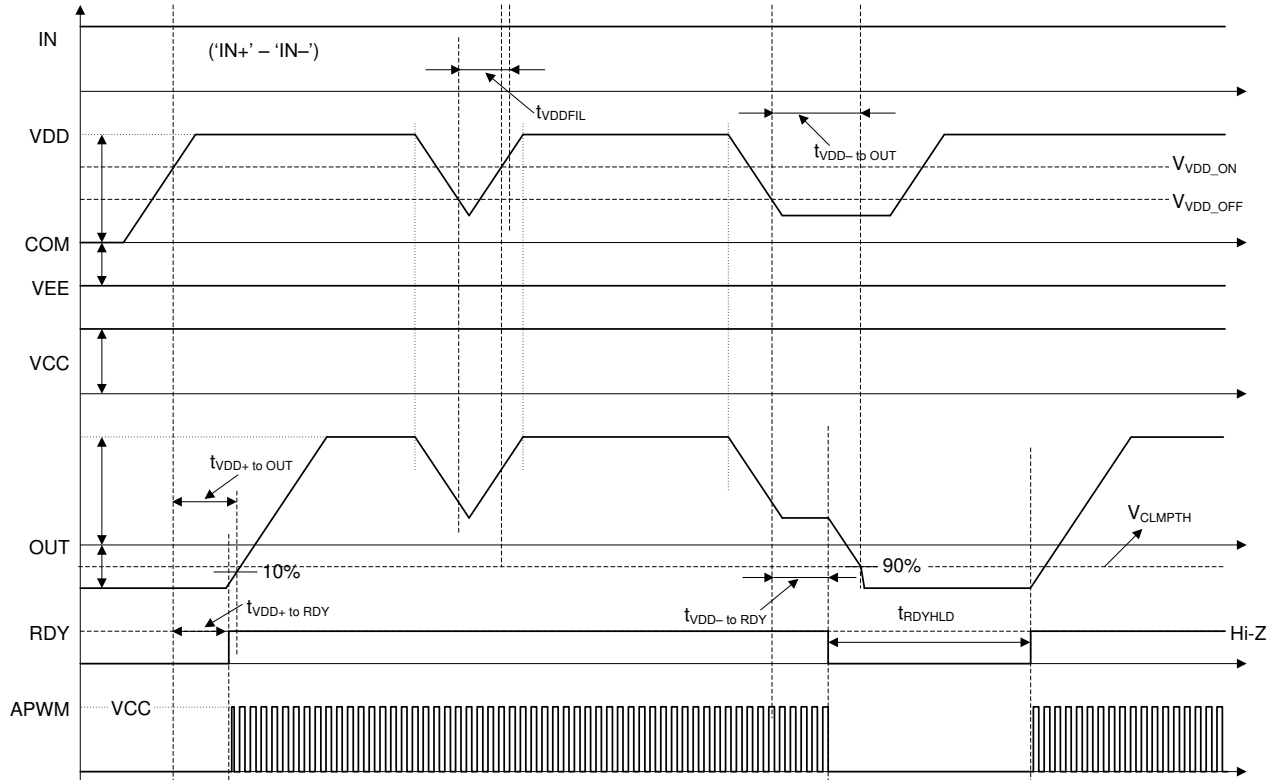 IN
(‘IN+’ – ‘IN–’)
tVDDFIL
VDD
tVDD– to OUT
VVDD_ON
VVDD_OFF
COM
VEE
VCC
tVDD+ to OUT
VCLMPTH
OUT
10%
90%
tVDD+ to RDY
tVDD– to RDY
tRDYHLD
RDY
Hi-Z
APWM
VCC